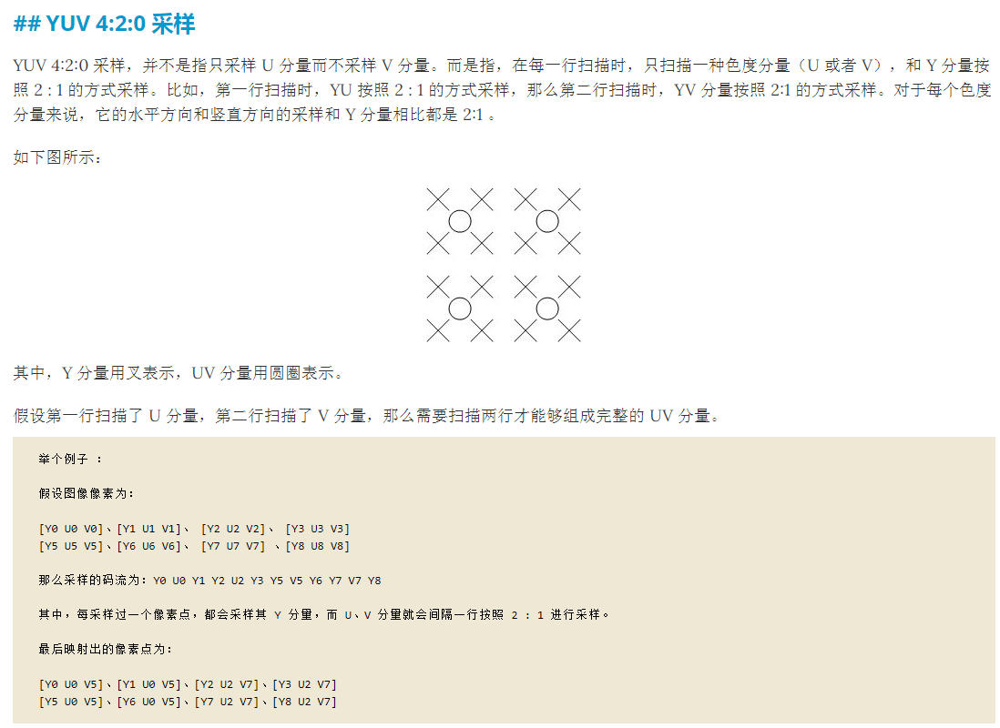 ## YUV 4:2:0 采样
YUV 4:2:0 采样，并不是指只采样 U 分量而不采样 V 分量。而是指，在每一行扫描时，只扫描一种色度分量（U 或者 V），和 Y 分量按
照 2 : 1 的方式采样。比如，第一行扫描时，YU 按照 2 : 1 的方式采样，那么第二行扫描时，YV 分量按照 2:1 的方式采样。对于每个色度
分量来说，它的水平方向和竖直方向的采样和 Y 分量相比都是 2:1 。
如下图所示：
其中，Y 分量用叉表示，UV 分量用圆圈表示。
假设第一行扫描了 U 分量，第二行扫描了 V 分量，那么需要扫描两行才能够组成完整的 UV 分量。
举个例子 ：
假设图像像素为：
[Y0 U0 V0]、[Y1 U1 V1]、 [Y2 U2 V2]、 [Y3 U3 V3]
[Y5 U5 V5]、[Y6 U6 V6]、 [Y7 U7 V7] 、[Y8 U8 V8]
那么采样的码流为：Y0 U0 Y1 Y2 U2 Y3 Y5 V5 Y6 Y7 V7 Y8
其中，每采样过一个像素点，都会采样其 Y 分量，而 U、V 分量就会间隔一行按照 2 : 1 进行采样。
最后映射出的像素点为：
[Y0 U0 V5]、[Y1 U0 V5]、[Y2 U2 V7]、[Y3 U2 V7]
[Y5 U0 V5]、[Y6 U0 V5]、[Y7 U2 V7]、[Y8 U2 V7]